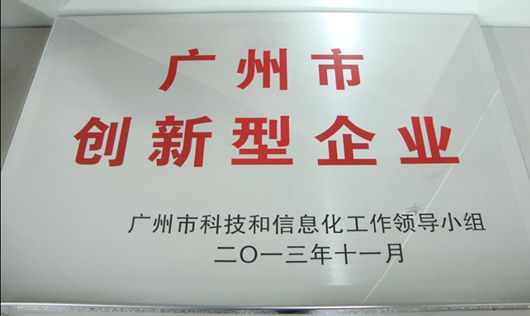 广州市
创新型企业
广州市科技和信息化工作领导小组
二〇一三年十一月